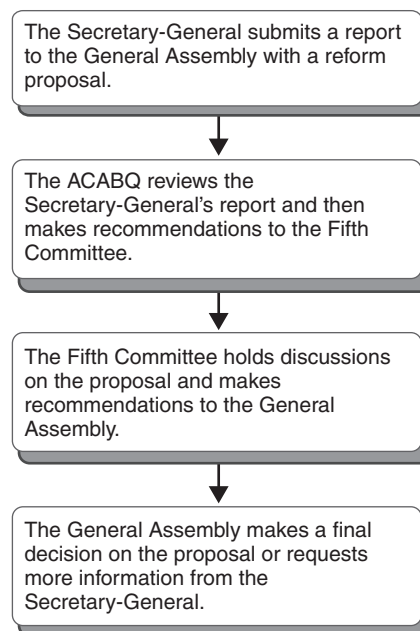 The Secretary-General submits a report
to the General Assembly with a reform
proposal.
The ACABQ reviews the
Secretary-General's report and then
makes recommendations to the Fifth
Committee.
The Fifth Committee holds discussions
on the proposal and makes
recommendations to the General
Assembly.
The General Assembly makes a final
decision on the proposal or requests
more information from the
Secretary-General.